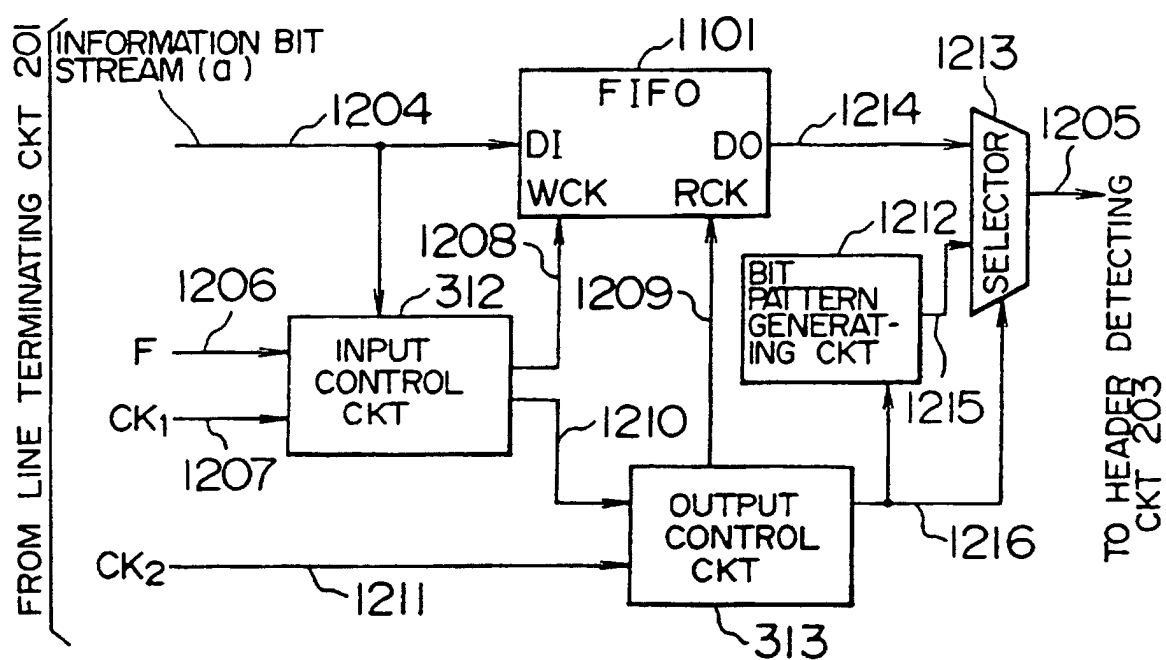 FROM LINE TERMINATING CKT 201
INFORMATION BIT
STREAM (a)
1204
1101
FIFO
DI
DO
WCK
RCK
1214
1213
SELECTOR
1205
TO HEADER DETECTING
CKT 203
1208
1209
1212
BIT
PATTERN
GENERAT-
ING CKT
1215
1206
F
312
INPUT
CONTROL
CKT
CK1
1207
1210
OUTPUT
CONTROL
CKT
1216
CK2
1211
313